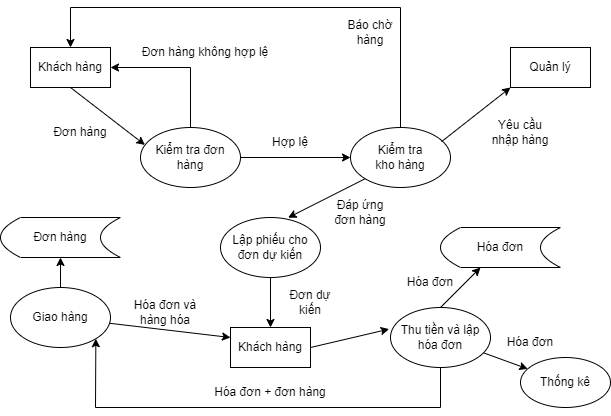 Báo chờ
hàng
Đơn hàng không hợp lệ
Khách hàng
Quản lý
Đơn hàng
Kiểm tra đơn
hàng
Hợp lệ
Kiểm tra
kho hàng
Yêu cầu
nhập hàng
Đáp ứng
đơn hàng
Đơn hàng
Lập phiếu cho
đơn dự kiến
Hóa đơn
Hóa đơn
Đơn dự
kiến
Giao hàng
Hóa đơn và
hàng hóa
Khách hàng
Thu tiền và lập
hóa đơn
Hóa đơn
Thống kê
Hóa đơn + đơn hàng